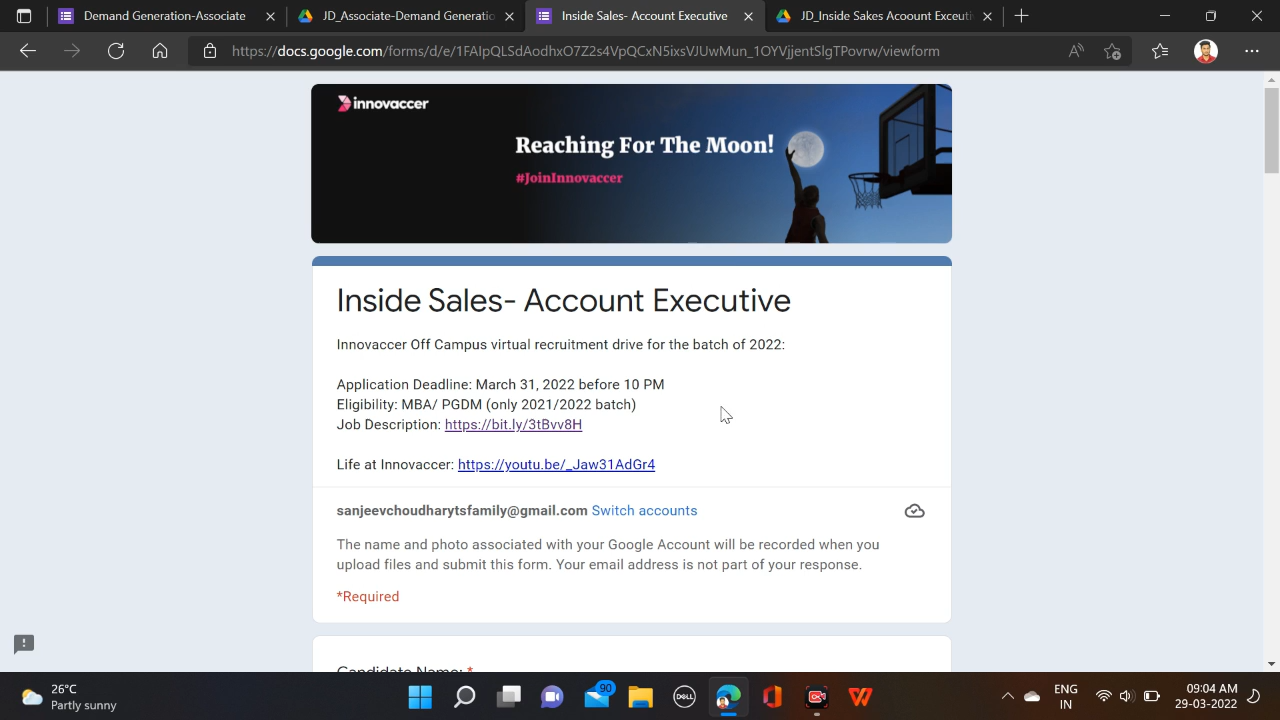 Demand Generation-Associate
JD_Associate-Demand Generatio
Inside Sales- Account Executive
JD_Inside Sakes Acoount Exceuti
https://docs.google.com/forms/d/e/1FAIpQLSdAodhxO7Z2s4VpQCxN5ixsVJUwMun_1OYVjjentSlgTPovrw/viewform
innovaccer
Reaching For The Moon!
#JoinInnovaccer
Inside Sales- Account Executive
Innovaccer Off Campus virtual recruitment drive for the batch of 2022:
Application Deadline: March 31, 2022 before 10 PM
Eligibility: MBA/ PGDM (only 2021/2022 batch)
Job Description: https://bit.ly/3tBvv8H
Life at Innovaccer: https://youtu.be/_Jaw31AdGr4
sanjeevchoudharytsfamily@gmail.com Switch accounts
The name and photo associated with your Google Account will be recorded when you
upload files and submit this form. Your email address is not part of your response.
*Required
Candidate Name: *
26°C
Partly sunny
90
DELL
ENG
IN
09:04 AM
29-03-2022